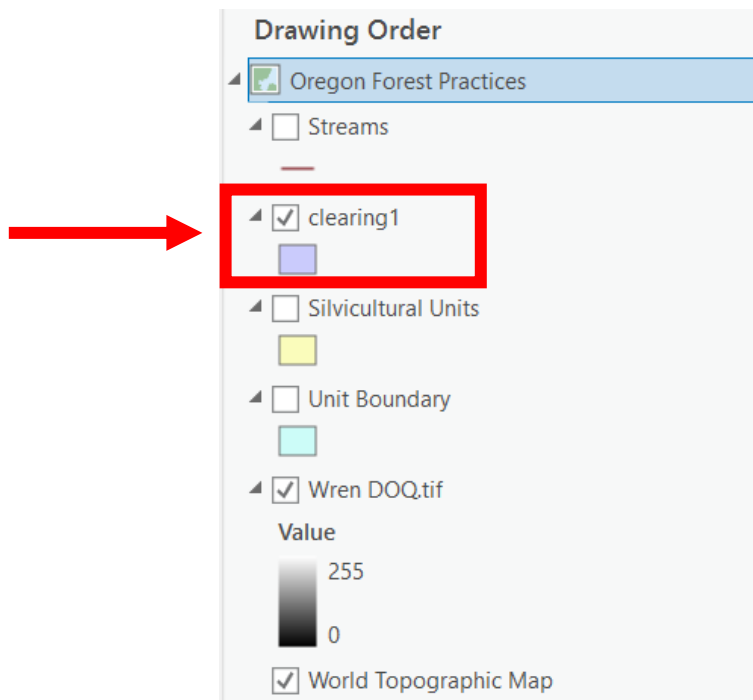 Drawing Order
Oregon Forest Practices
Streams
clearing1
Silvicultural Units
Unit Boundary
Wren DOQ.tif
Value
255
0
World Topographic Map